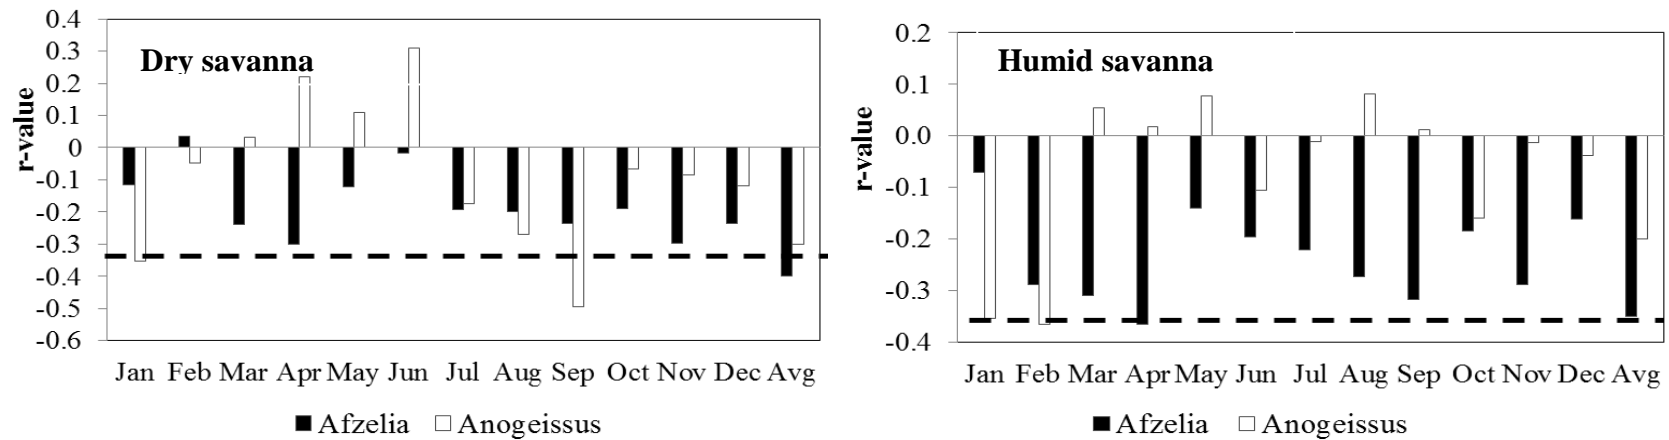 Dry savanna
r-value
0.4
0.3
0.2
0.1
0
-0.1
-0.2
-0.3
-0.4
-0.5
-0.6
Jan Feb Mar Apr May Jun Jul Aug Sep Oct Nov Dec Avg
Afzelia Anogeissus
Humid savanna
r-value
0.2
0.1
0.0
-0.1
-0.2
-0.3
-0.4
Jan Feb Mar Apr May Jun Jul Aug Sep Oct Nov Dec Avg
Afzelia Anogeissus